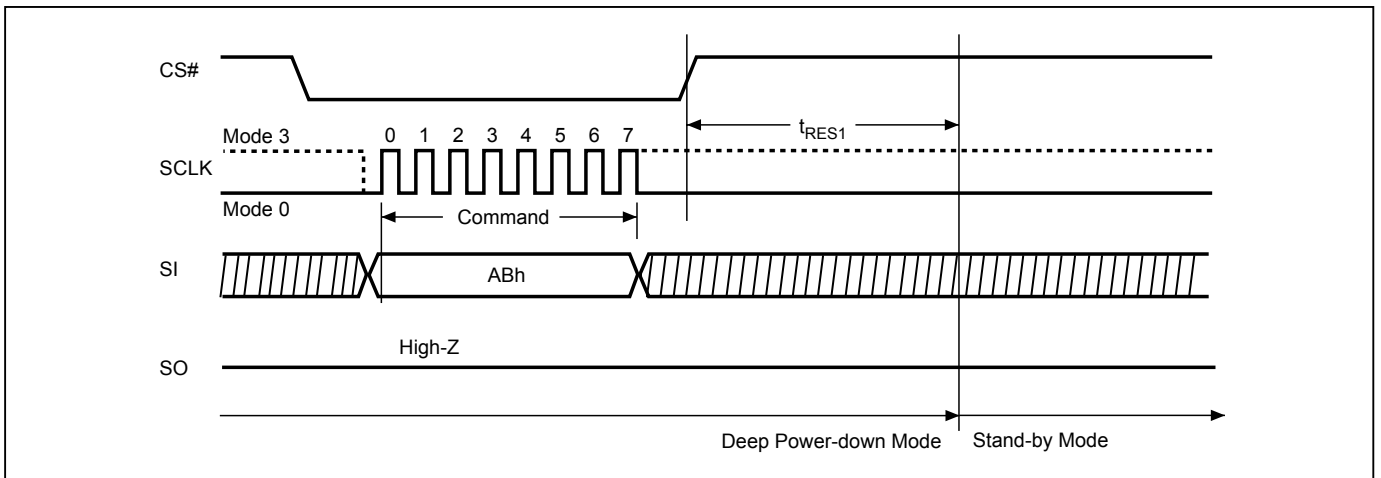 CS#
t_RES1
Mode 3
0 1 2 3 4 5 6 7
SCLK
Mode 0
Command
SI
ABh
High-Z
SO
Deep Power-down Mode
Stand-by Mode